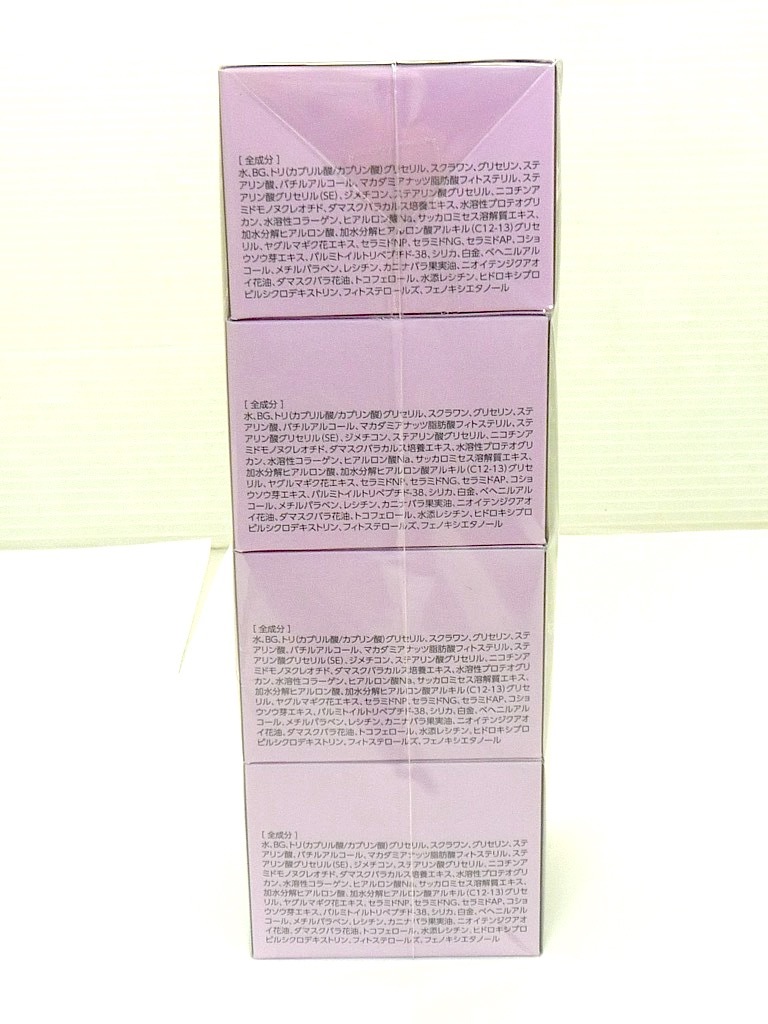 [ 全成分 ]
水、BG、トリ(カプリル酸/カプリン酸)グリセリル、スクラワン、グリセリン、ステ
アリン酸、バチルアルコール、マカダミアナッツ脂肪酸フィトステリル、ステ
アリン酸グリセリル(SE)、ジメチコン、ステアリン酸グリセリル、ニコチンア
ミドモノヌクレオチド、ダマスクバラカルス培養エキス、水溶性プロテオグリ
カン、水溶性コラーゲン、ヒアルロン酸Na、サッカロミセス溶解質エキス、
加水分解ヒアルロン酸、加水分解ヒアルロン酸アルキル(C12-13)グリセ
リル、ヤグルマギク花エキス、セラミドNP、セラミドNG、セラミドAP、コショ
ウソウ芽エキス、パルミトイルトリペプチド-38、シリカ、白金、ベヘニルアル
コール、メチルパラベン、レシチン、カニナバラ果実油、ニオイテンジクアオ
イ花油、ダマスクバラ花油、トコフェロール、水添レシチン、ヒドロキシプロ
ピルシクロデキストリン、フィトステロールズ、フェノキシエタノール
[ 全成分 ]
水、BG、トリ(カプリル酸/カプリン酸)グリセリル、スクラワン、グリセリン、ステ
アリン酸、バチルアルコール、マカダミアナッツ脂肪酸フィトステリル、ステ
アリン酸グリセリル(SE)、ジメチコン、ステアリン酸グリセリル、ニコチンア
ミドモノヌクレオチド、ダマスクバラカルス培養エキス、水溶性プロテオグリ
カン、水溶性コラーゲン、ヒアルロン酸Na、サッカロミセス溶解質エキス、
加水分解ヒアルロン酸、加水分解ヒアルロン酸アルキル(C12-13)グリセ
リル、ヤグルマギク花エキス、セラミドNP、セラミドNG、セラミドAP、コショ
ウソウ芽エキス、パルミトイルトリペプチド-38、シリカ、白金、ベヘニルアル
コール、メチルパラベン、レシチン、カニナバラ果実油、ニオイテンジクアオ
イ花油、ダマスクバラ花油、トコフェロール、水添レシチン、ヒドロキシプロ
ピルシクロデキストリン、フィトステロールズ、フェノキシエタノール
[ 全成分 ]
水、BG、トリ(カプリル酸/カプリン酸)グリセリル、スクラワン、グリセリン、ステ
アリン酸、バチルアルコール、マカダミアナッツ脂肪酸フィトステリル、ステ
アリン酸グリセリル(SE)、ジメチコン、ステアリン酸グリセリル、ニコチンア
ミドモノヌクレオチド、ダマスクバラカルス培養エキス、水溶性プロテオグリ
カン、水溶性コラーゲン、ヒアルロン酸Na、サッカロミセス溶解質エキス、
加水分解ヒアルロン酸、加水分解ヒアルロン酸アルキル(C12-13)グリセ
リル、ヤグルマギク花エキス、セラミドNP、セラミドNG、セラミドAP、コショ
ウソウ芽エキス、パルミトイルトリペプチド-38、シリカ、白金、ベヘニルアル
コール、メチルパラベン、レシチン、カニナバラ果実油、ニオイテンジクアオ
イ花油、ダマスクバラ花油、トコフェロール、水添レシチン、ヒドロキシプロ
ピルシクロデキストリン、フィトステロールズ、フェノキシエタノール
[ 全成分 ]
水、BG、トリ(カプリル酸/カプリン酸)グリセリル、スクラワン、グリセリン、ステ
アリン酸、バチルアルコール、マカダミアナッツ脂肪酸フィトステリル、ステ
アリン酸グリセリル(SE)、ジメチコン、ステアリン酸グリセリル、ニコチンア
ミドモノヌクレオチド、ダマスクバラカルス培養エキス、水溶性プロテオグリ
カン、水溶性コラーゲン、ヒアルロン酸Na、サッカロミセス溶解質エキス、
加水分解ヒアルロン酸、加水分解ヒアルロン酸アルキル(C12-13)グリセ
リル、ヤグルマギク花エキス、セラミドNP、セラミドNG、セラミドAP、コショ
ウソウ芽エキス、パルミトイルトリペプチド-38、シリカ、白金、ベヘニルアル
コール、メチルパラベン、レシチン、カニナバラ果実油、ニオイテンジクアオ
イ花油、ダマスクバラ花油、トコフェロール、水添レシチン、ヒドロキシプロ
ピルシクロデキストリン、フィトステロールズ、フェノキシエタノール